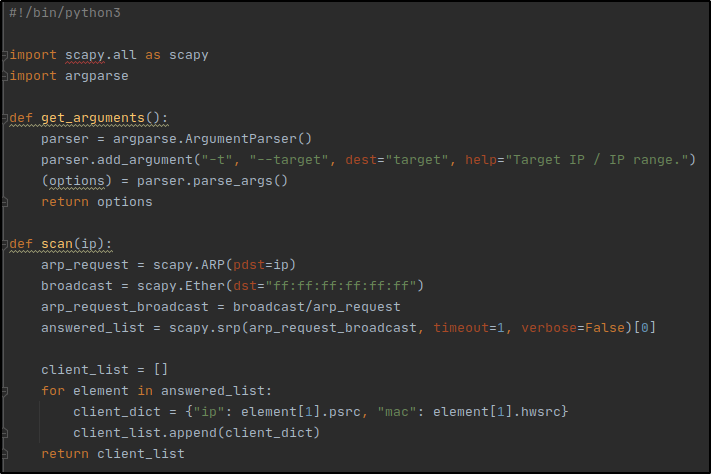 #!/bin/python3
import scapy.all as scapy
import argparse
def get_arguments():
    parser = argparse.ArgumentParser()
    parser.add_argument("-t", "--target", dest="target", help="Target IP / IP range.")
    (options) = parser.parse_args()
    return options
def scan(ip):
    arp_request = scapy.ARP(pdst=ip)
    broadcast = scapy.Ether(dst="ff:ff:ff:ff:ff:ff")
    arp_request_broadcast = broadcast/arp_request
    answered_list = scapy.srp(arp_request_broadcast, timeout=1, verbose=False)[0]
    client_list = []
    for element in answered_list:
        client_dict = {"ip": element[1].psrc, "mac": element[1].hwsrc}
        client_list.append(client_dict)
    return client_list